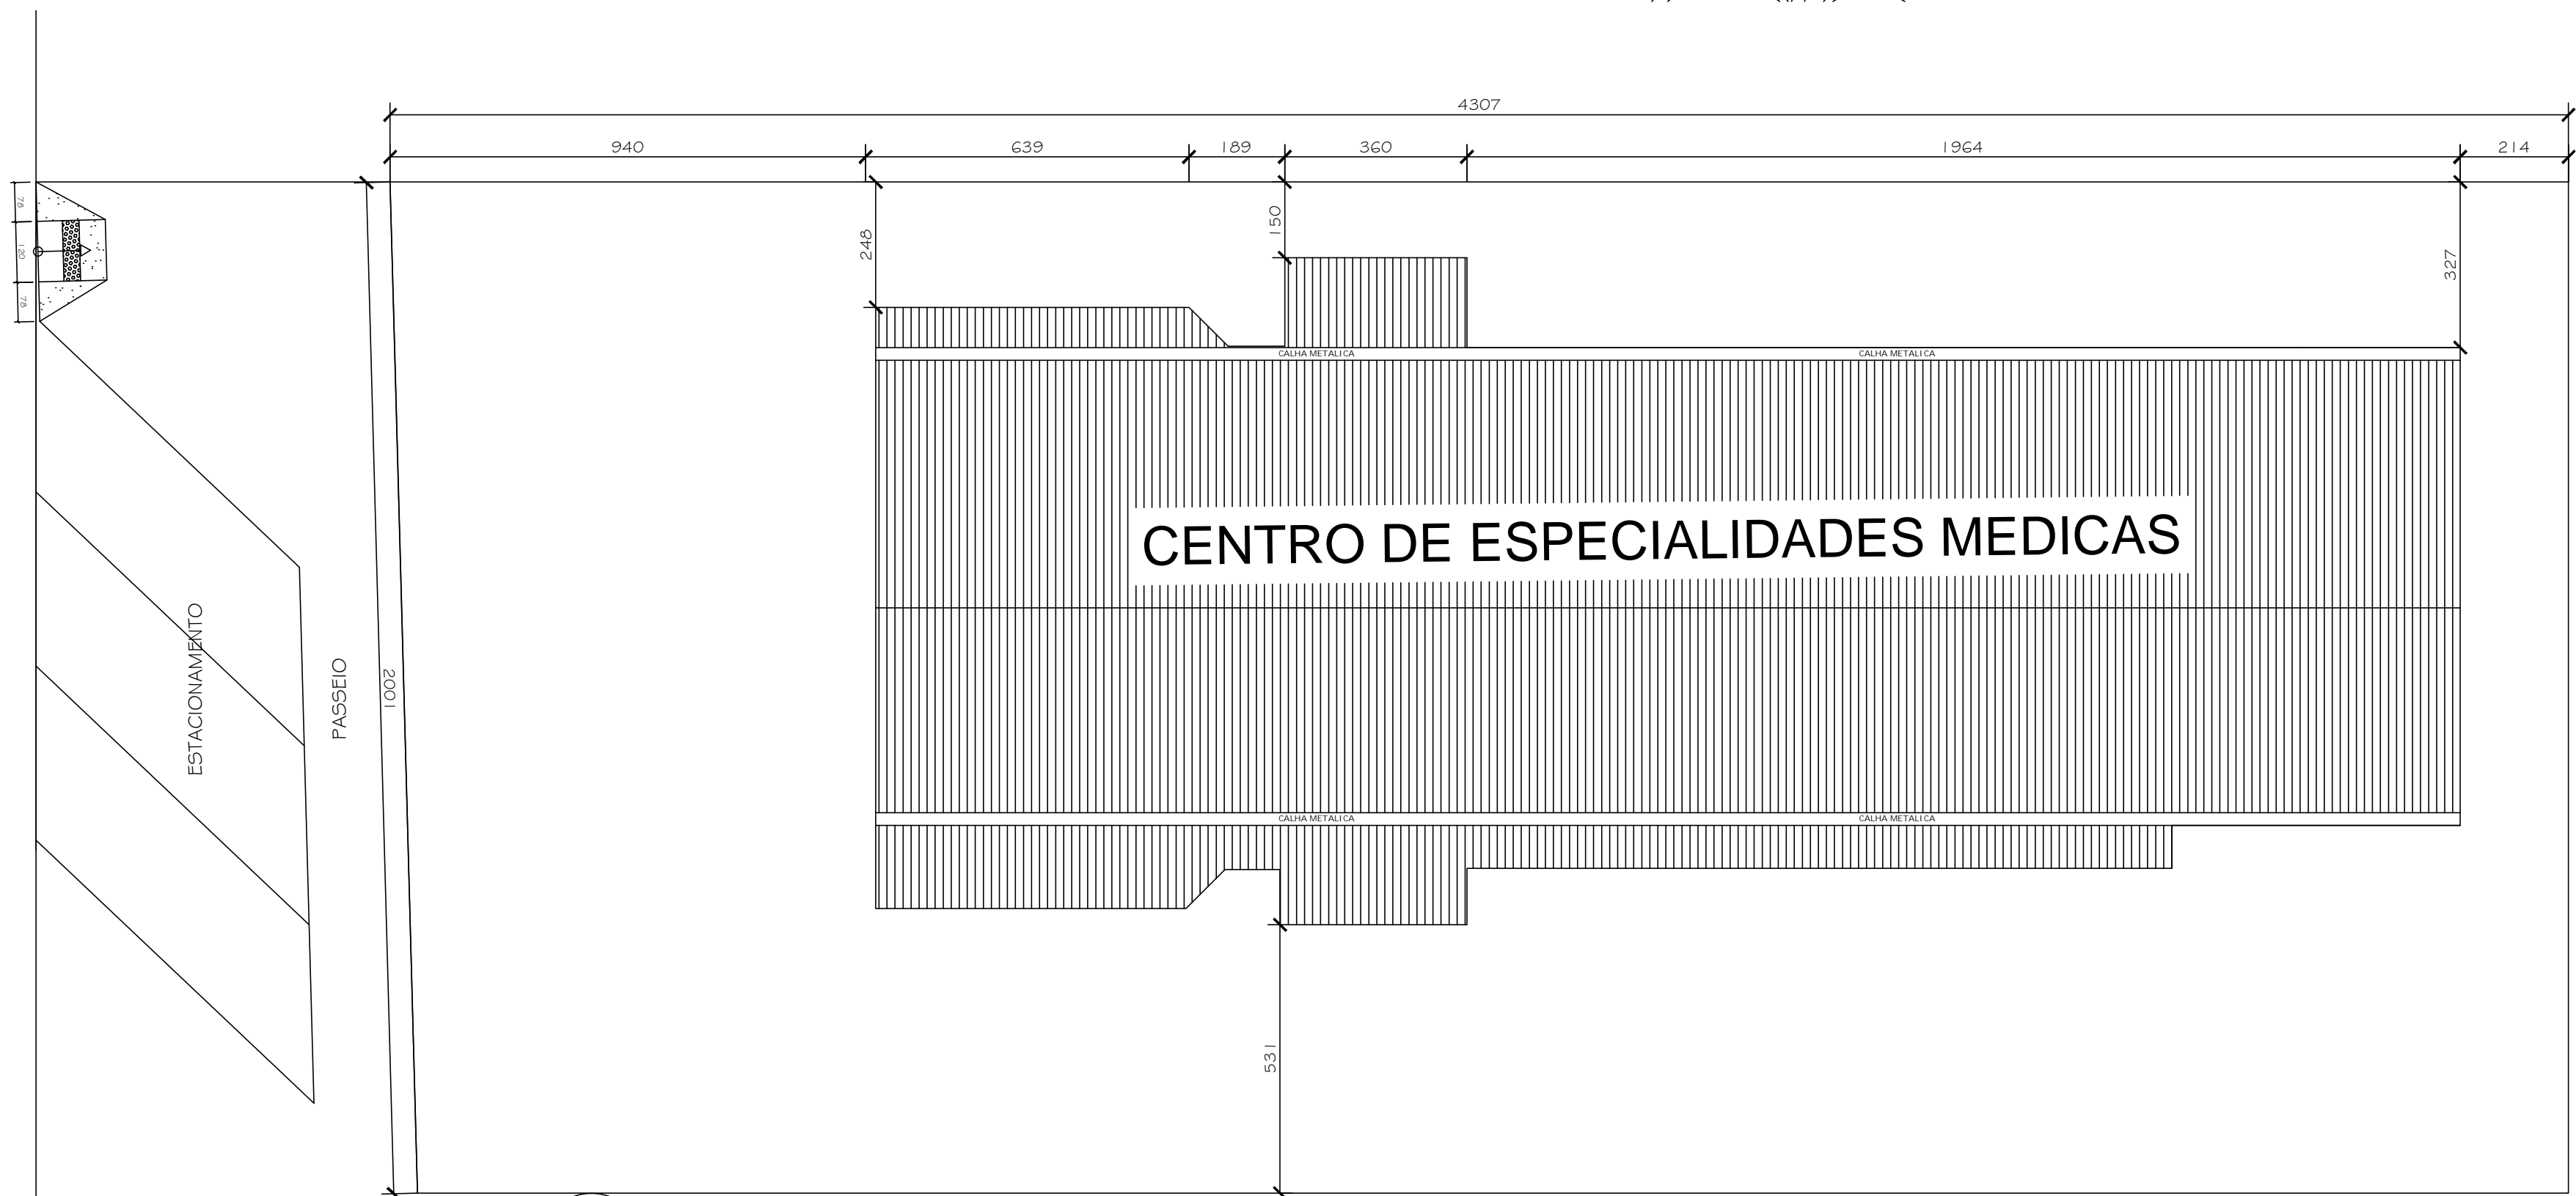 4307
940 639 189 360 1964 214
78
120
78
248
150
327
CALHA METALICA CALHA METALICA
CENTRO DE ESPECIALIDADES MEDICAS
ESTACIONAMENTO
PASSEIO
2001
CALHA METALICA CALHA METALICA
531